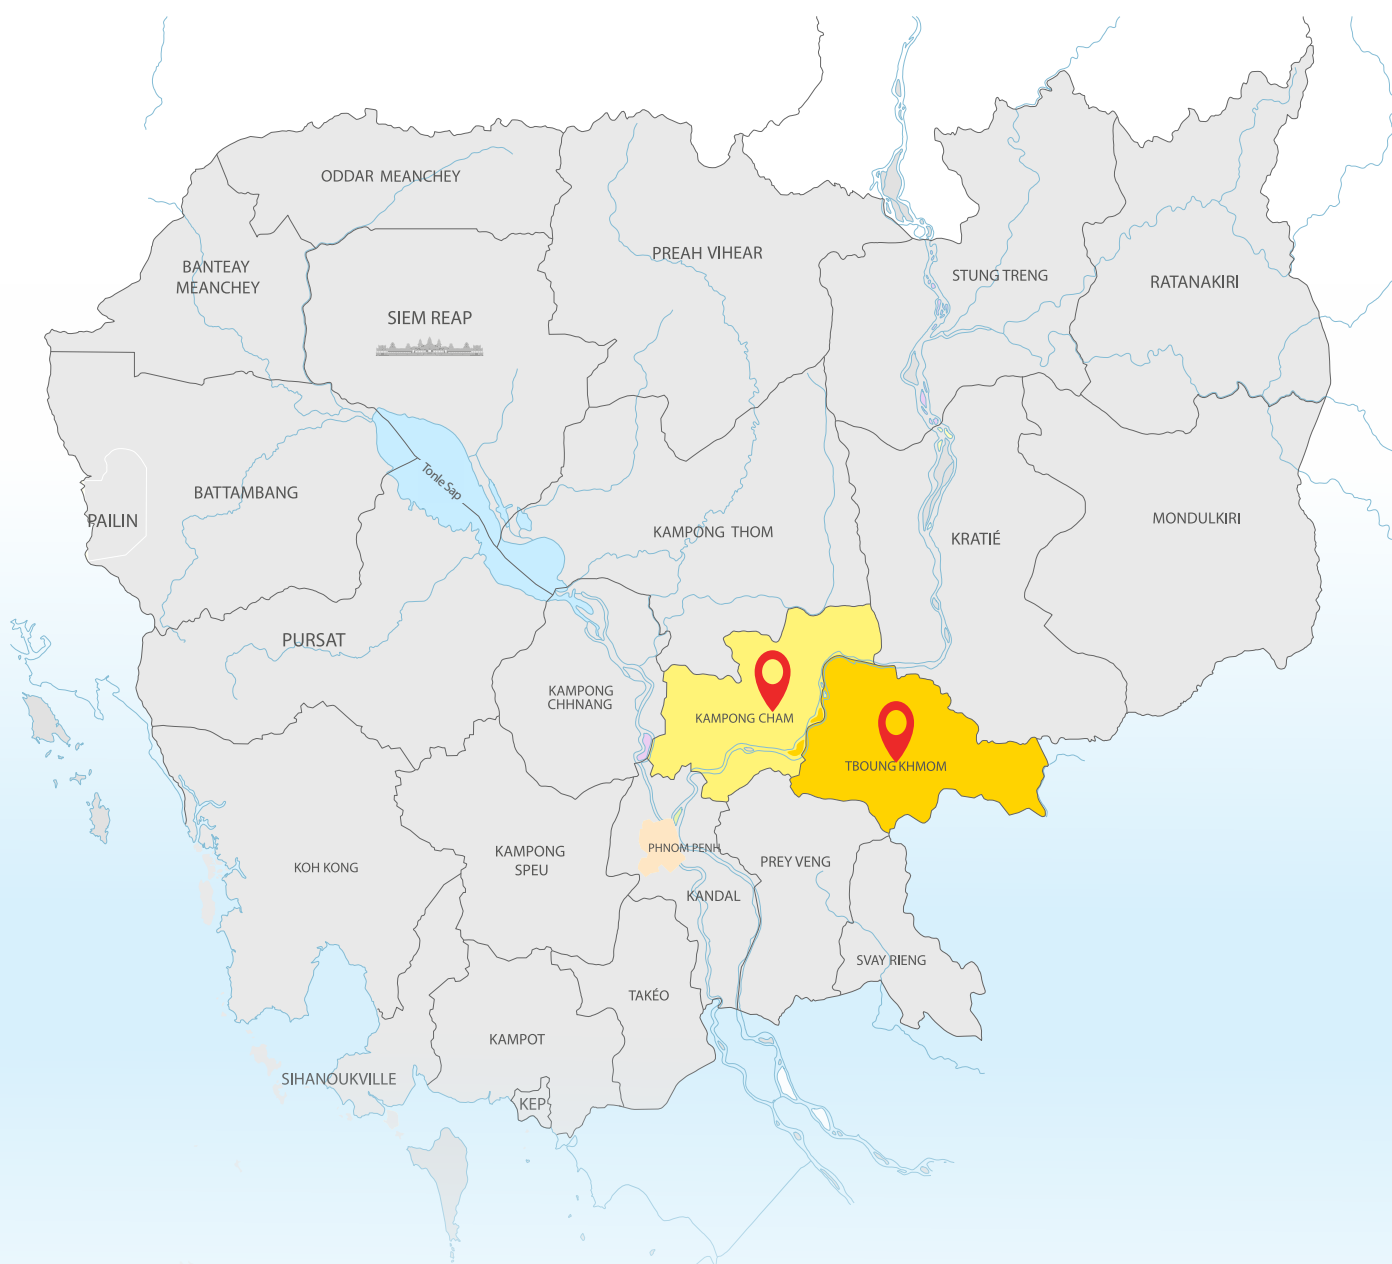 ODDAR MEANCHEY
PREAH VIHEAR
BANTEAY
MEANCHEY
STUNG TRENG
RATANAKIRI
SIEM REAP
Tonle Sap
BATTAMBANG
PAILIN
KAMPONG THOM
KRATIÉ
MONDULKIRI
PURSAT
KAMPONG
CHHNANG
KAMPONG CHAM
TBOUNG KHMOM
KOH KONG
KAMPONG
SPEU
PHNOM PENH
PREY VENG
KANDAL
SVAY RIENG
TAKÉO
KAMPOT
SIHANOUKVILLE
KEP